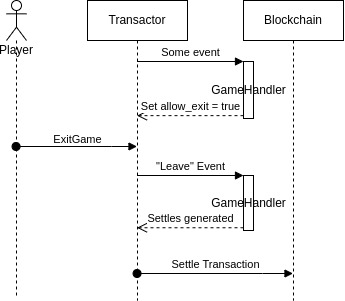 Transactor
Blockchain
Player
Some event
GameHandler
Set allow_exit = true
ExitGame
"Leave" Event
GameHandler
Settles generated
Settle Transaction